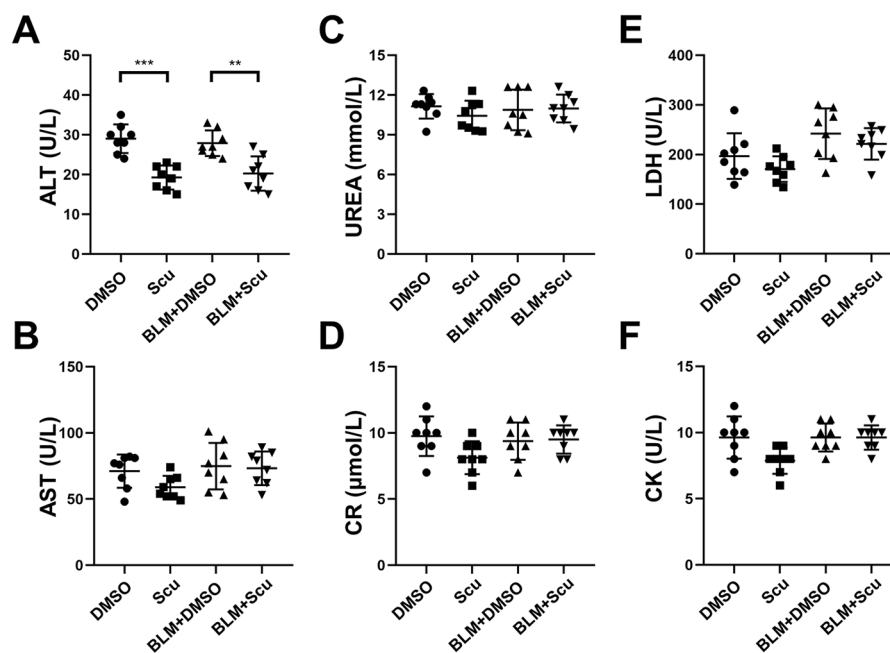 A
ALT (U/L)
50
40
30
20
10
0
***
**
DMSO
Scu
BLM+DMSO
BLM+Scu
C
UREA (mmol/L)
15
12
9
6
3
0
DMSO
Scu
BLM+DMSO
BLM+Scu
E
LDH (U/L)
400
300
200
100
0
DMSO
Scu
BLM+DMSO
BLM+Scu
B
AST (U/L)
150
100
50
0
DMSO
Scu
BLM+DMSO
BLM+Scu
D
CR (μmol/L)
15
10
5
0
DMSO
Scu
BLM+DMSO
BLM+Scu
F
CK (U/L)
15
10
5
0
DMSO
Scu
BLM+DMSO
BLM+Scu